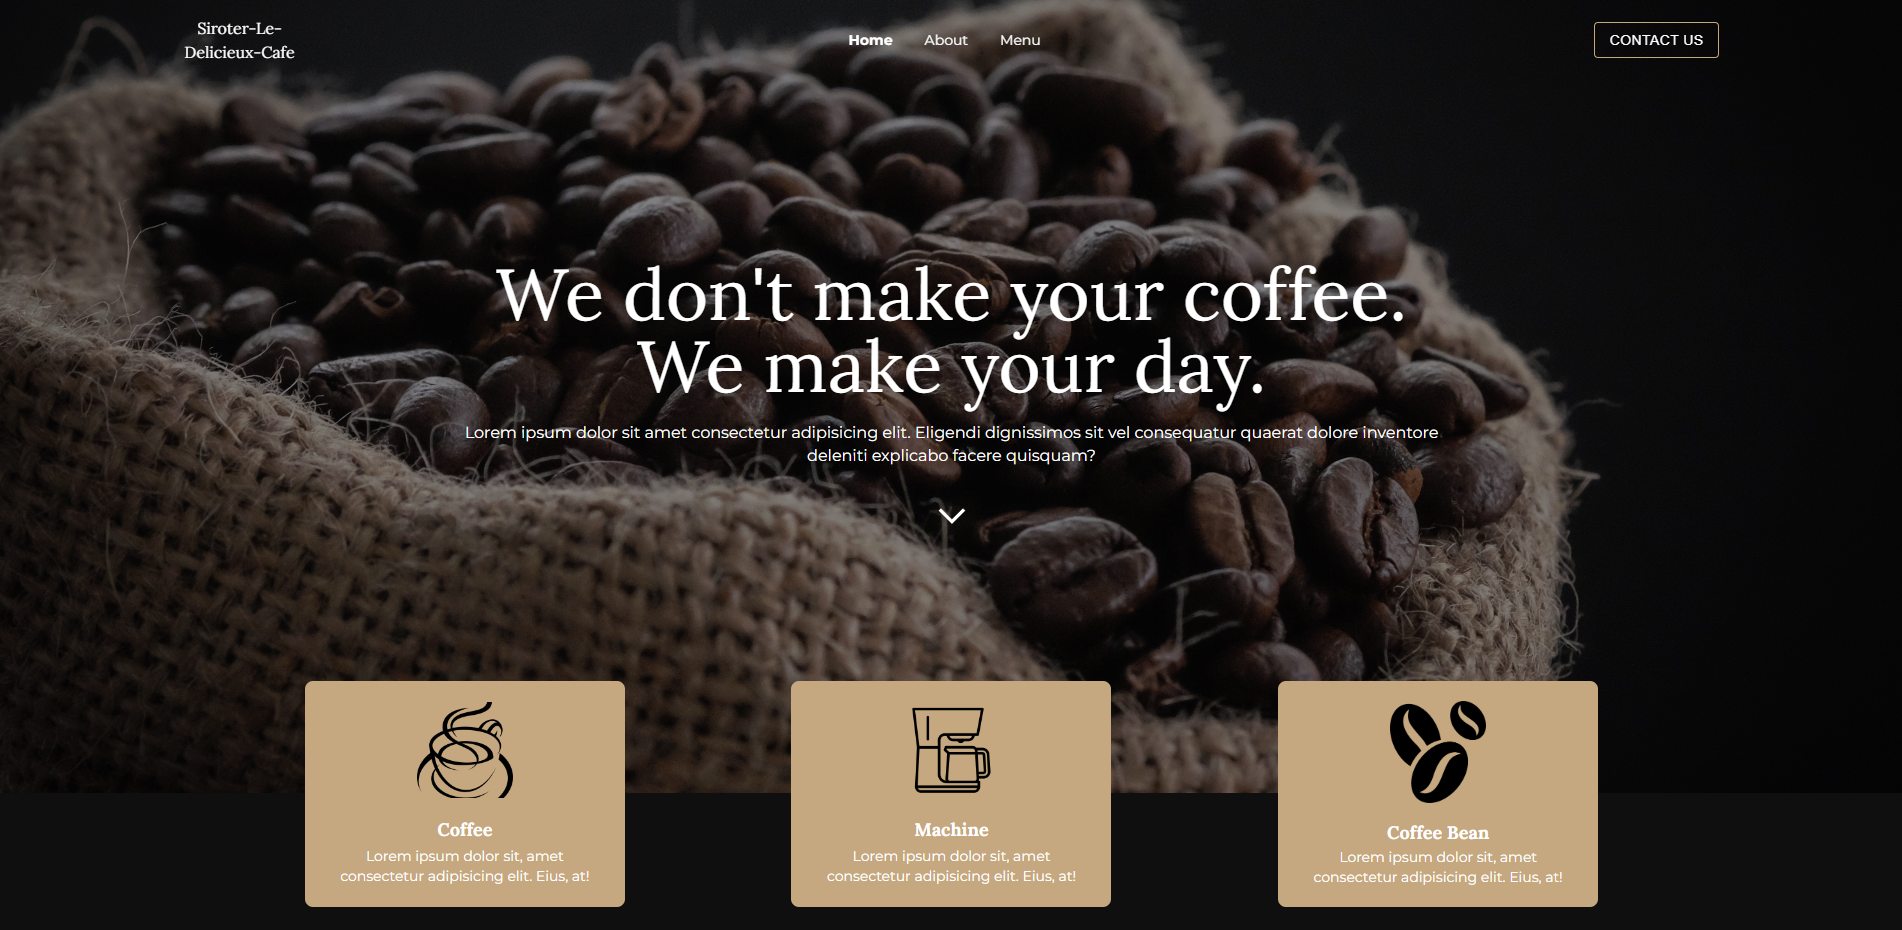 Siroter-Le-
Delicieux-Cafe
Home About Menu
CONTACT US
We don't make your coffee.
We make your day.
Lorem ipsum dolor sit amet consectetur adipisicing elit. Eligendi dignissimos sit vel consequatur quaerat dolore inventore
deleniti explicabo facere quisquam?
Coffee
Lorem ipsum dolor sit, amet
consectetur adipisicing elit. Eius, at!
Machine
Lorem ipsum dolor sit, amet
consectetur adipisicing elit. Eius, at!
Coffee Bean
Lorem ipsum dolor sit, amet
consectetur adipisicing elit. Eius, at!